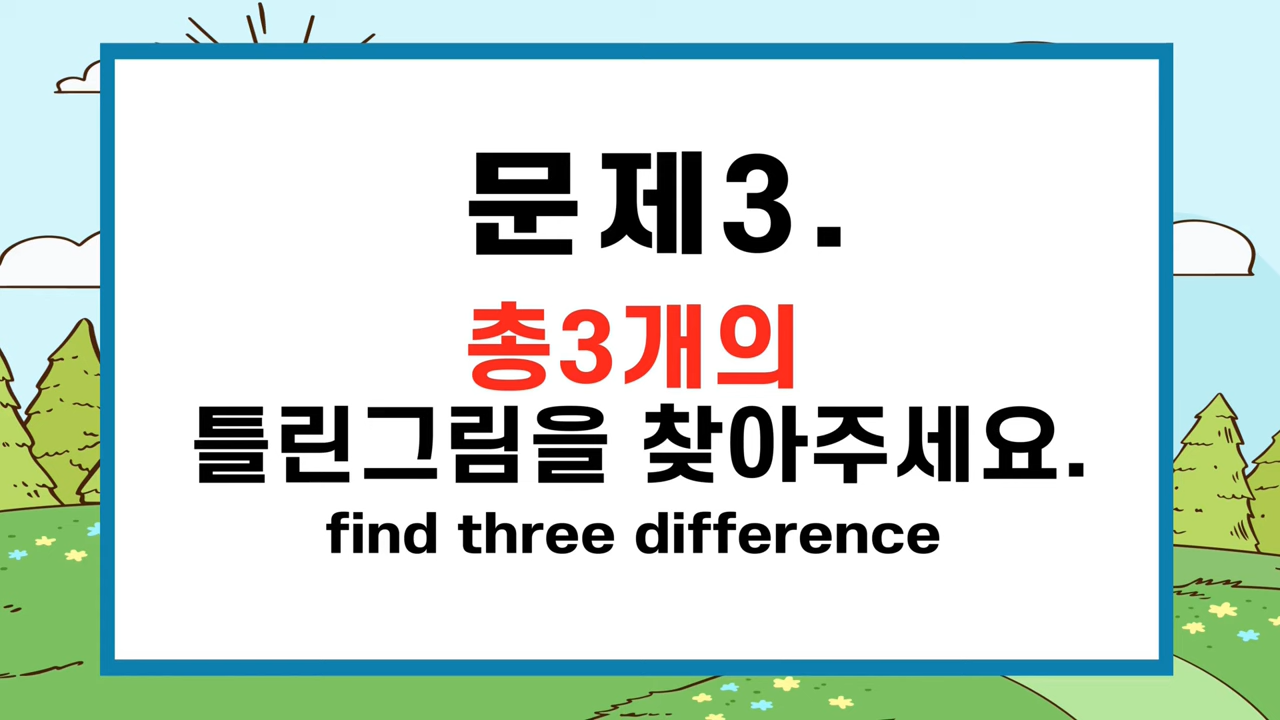 문제3.
총3개의
틀린그림을 찾아주세요.
find three difference